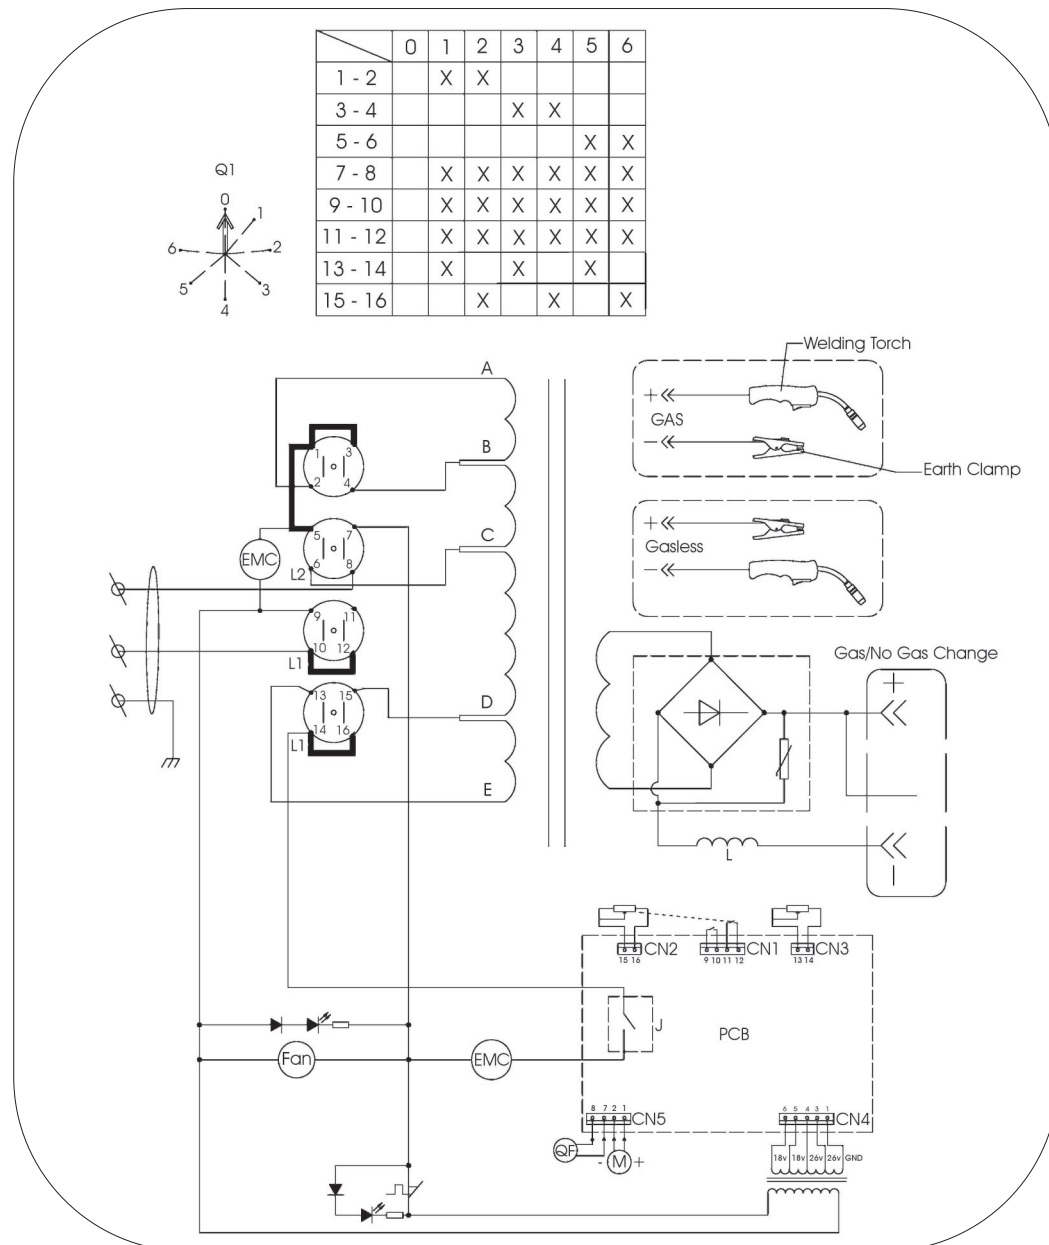 0 1 2 3 4 5 6
1 - 2 X X
3 - 4 X X
5 - 6 X X
7 - 8 X X X X X X
9 - 10 X X X X X X
11 - 12 X X X X X X
13 - 14 X X X
15 - 16 X X X
Q1
0
1
6 2
5 3
4
A
B
C
D
E
1 3
2 4
5 7
6 8
L2
EMC
9 11
10 12
L1
13 15
14 16
L1
Welding Torch
+
GAS
-
Earth Clamp
+
Gasless
-
Gas/No Gas Change
+
-
L
CN2 CN1 CN3
15 16 9 10 11 12 13 14
J
PCB
Fan
EMC
8 7 2 1 CN5
6 5 4 3 1 CN4
QF - M +
18v 18v 26v 26v GND